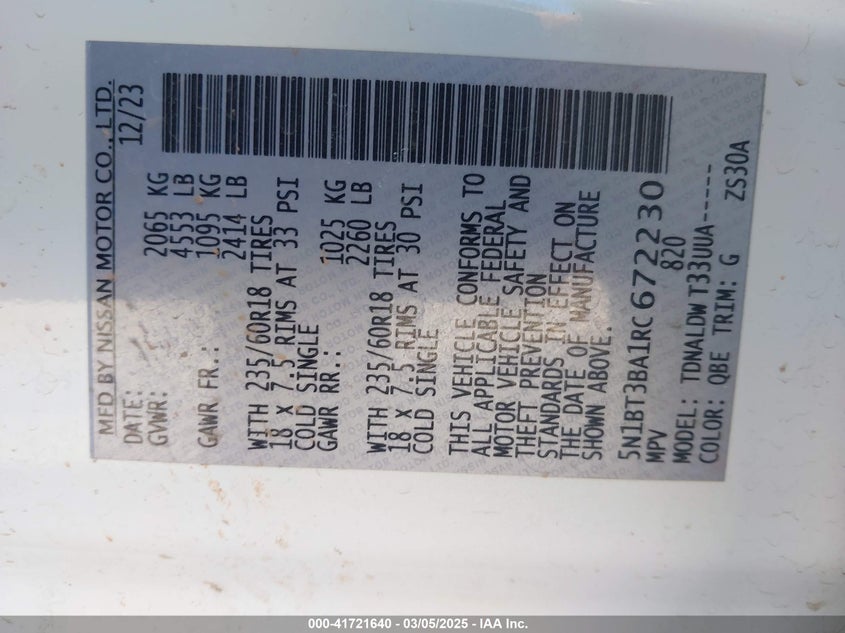 MFD BY NISSAN MOTOR CO., LTD.
DATE: 12/23
GVWR: 2065 KG
4553 LB
GAWR FR.: 1095 KG
2414 LB
WITH 235/60R18 TIRES
18 X 7.5 RIMS AT 33 PSI
COLD SINGLE
GAWR RR.: 1025 KG
2260 LB
WITH 235/60R18 TIRES
18 X 7.5 RIMS AT 30 PSI
COLD SINGLE
THIS VEHICLE CONFORMS TO
ALL APPLICABLE FEDERAL
MOTOR VEHICLE SAFETY AND
THEFT PREVENTION
STANDARDS IN EFFECT ON
THE DATE OF MANUFACTURE
SHOWN ABOVE.
5N1BT3BA1RC672230
MPV 820
MODEL: TDNALDWT33UUA-----
COLOR: QBE TRIM: G ZS30A
000-41721640 - 03/05/2025 - IAA Inc.